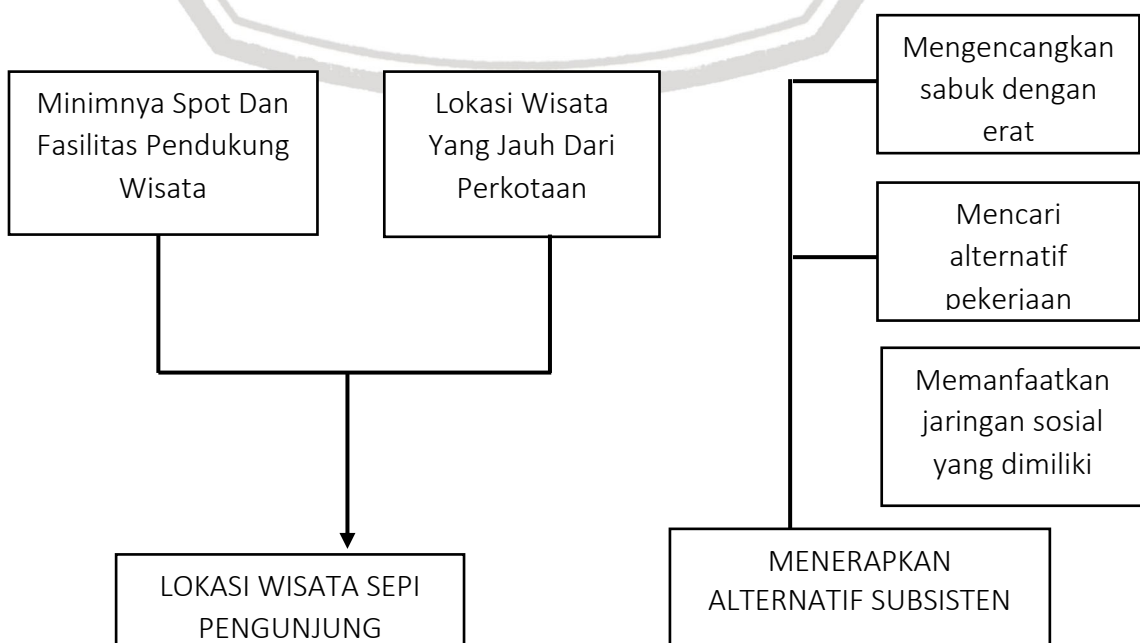 Minimnya Spot Dan
Fasilitas Pendukung
Wisata
Lokasi Wisata
Yang Jauh Dari
Perkotaan
Mengencangkan
sabuk dengan
erat
Mencari
alternatif
pekerjaan
Memanfaatkan
jaringan sosial
yang dimiliki
LOKASI WISATA SEPI
PENGUNJUNG
MENERAPKAN
ALTERNATIF SUBSISTEN